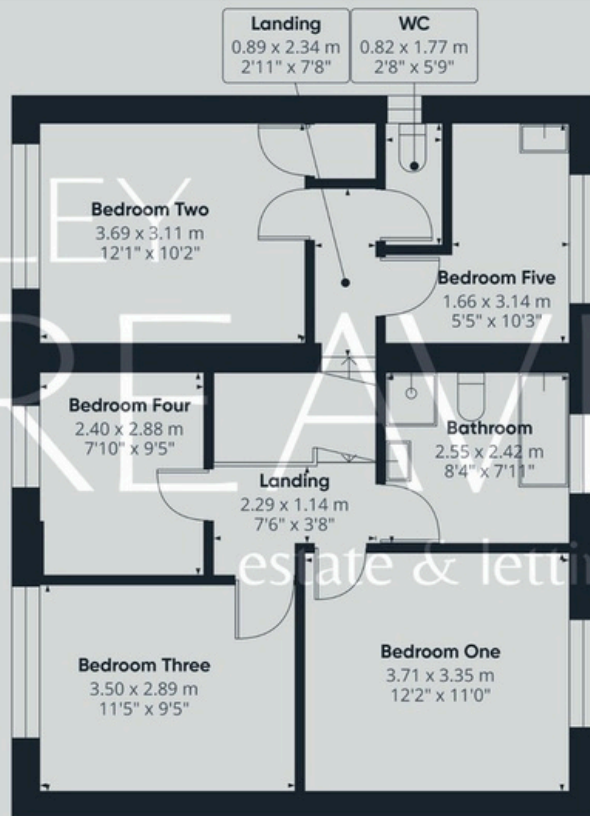 Landing
0.89 x 2.34 m
2'11" x 7'8"
WC
0.82 x 1.77 m
2'8" x 5'9"
Bedroom Two
3.69 x 3.11 m
12'1" x 10'2"
Bedroom Five
1.66 x 3.14 m
5'5" x 10'3"
Bedroom Four
2.40 x 2.88 m
7'10" x 9'5"
Bathroom
2.55 x 2.42 m
8'4" x 7'11"
Landing
2.29 x 1.14 m
7'6" x 3'8"
Bedroom Three
3.50 x 2.89 m
11'5" x 9'5"
Bedroom One
3.71 x 3.35 m
12'2" x 11'0"
LEY
REAV
estate & letti